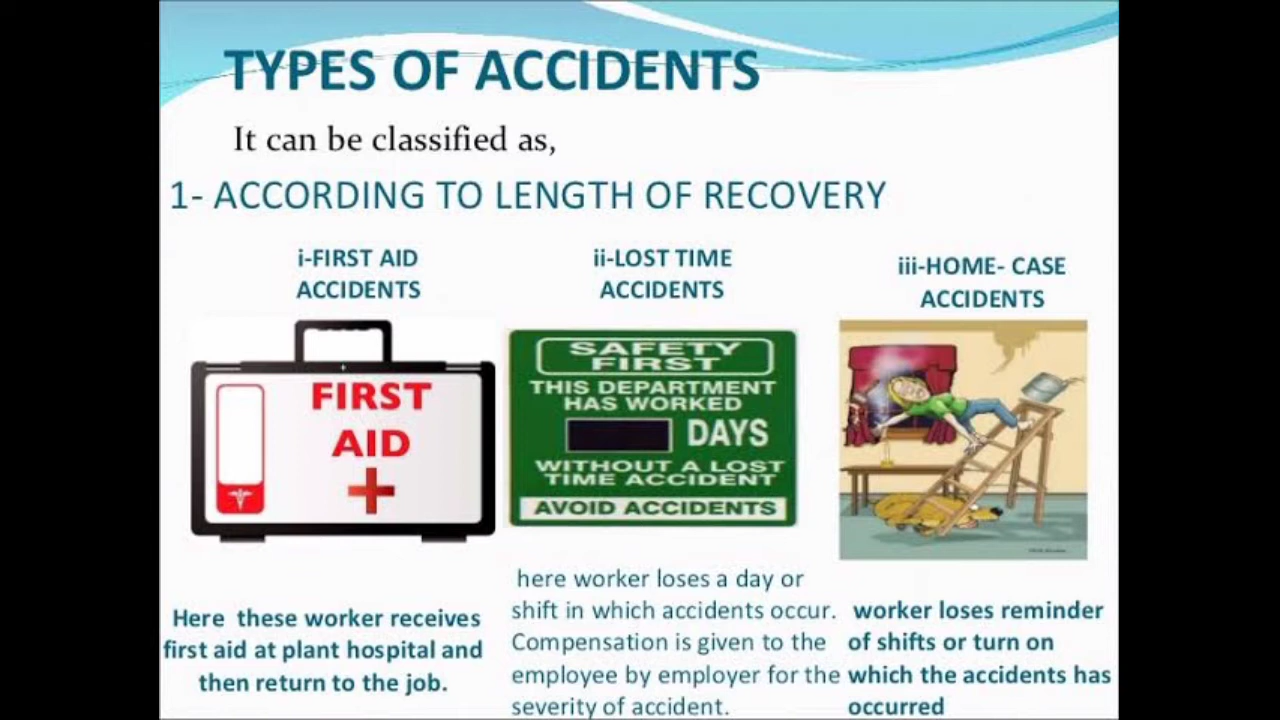 TYPES OF ACCIDENTS
It can be classified as,
1- ACCORDING TO LENGTH OF RECOVERY
i-FIRST AID
ACCIDENTS
ii-LOST TIME
ACCIDENTS
iii-HOME- CASE
ACCIDENTS
FIRST
AID
SAFETY
FIRST
THIS DEPARTMENT
HAS WORKED
DAYS
WITHOUT A LOST
TIME ACCIDENT
AVOID ACCIDENTS
Here these worker receives
first aid at plant hospital and
then return to the job.
here worker loses a day or
shift in which accidents occur.
Compensation is given to the
employee by employer for the
severity of accident.
worker loses reminder
of shifts or turn on
which the accidents has
occurred